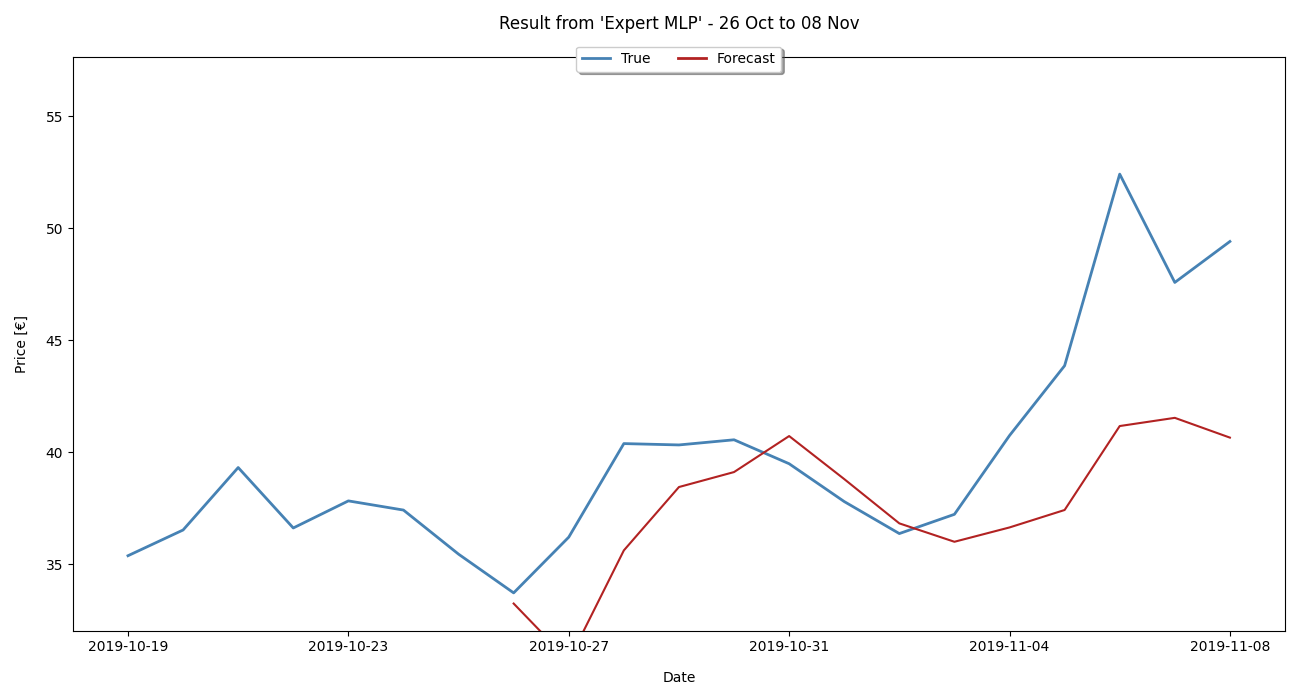 Result from 'Expert MLP' - 26 Oct to 08 Nov
True Forecast
55
50
45
40
35
Price [€]
2019-10-19 2019-10-23 2019-10-27 2019-10-31 2019-11-04 2019-11-08
Date